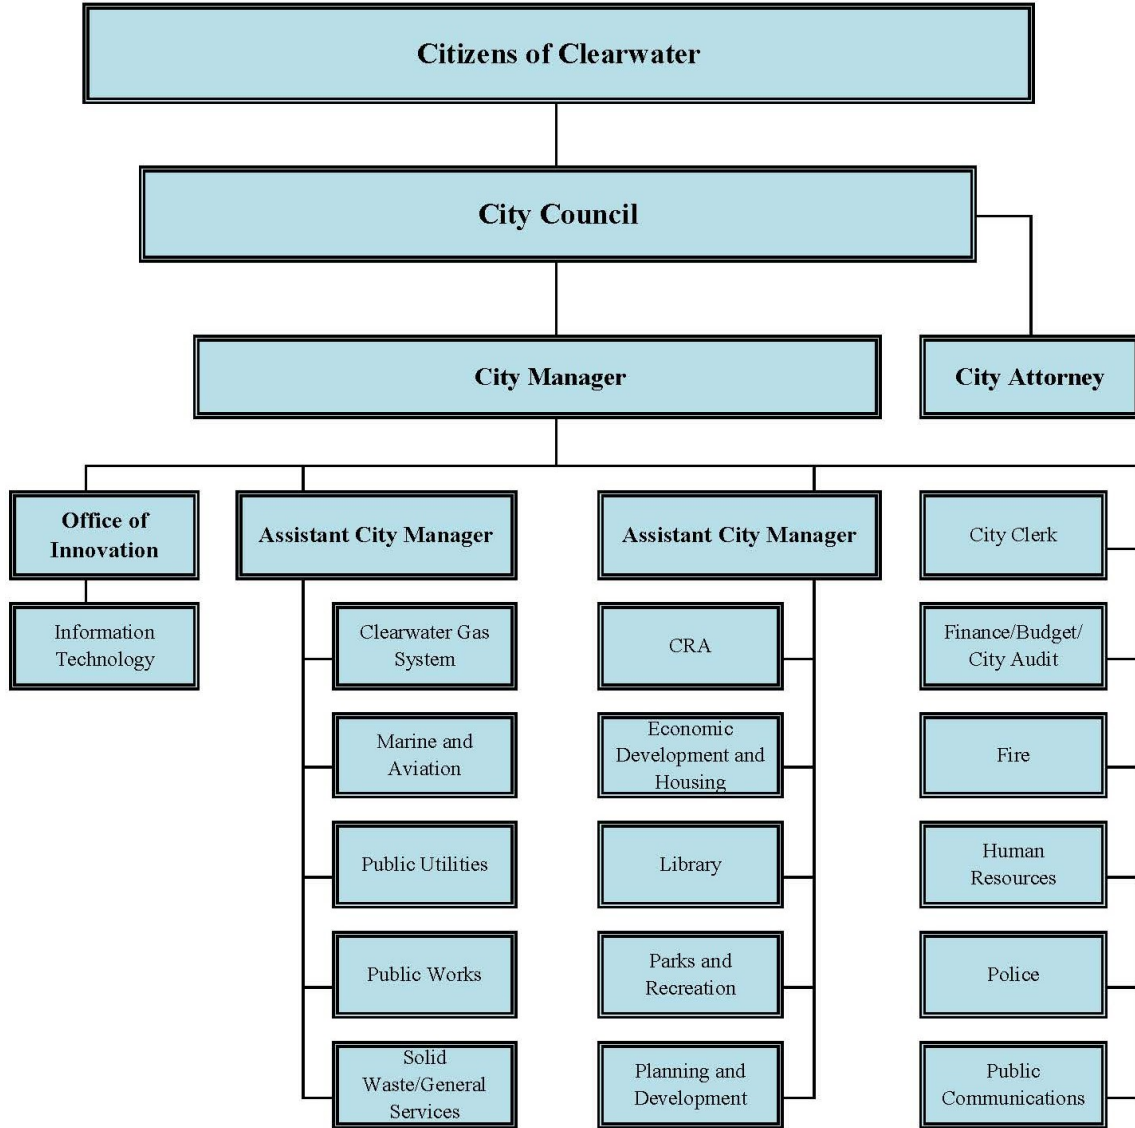 Citizens of Clearwater
City Council
City Manager
City Attorney
Office of
Innovation
Assistant City Manager
Assistant City Manager
City Clerk
Information
Technology
Clearwater Gas
System
CRA
Finance/Budget/
City Audit
Marine and
Aviation
Economic
Development and
Housing
Fire
Public Utilities
Library
Human
Resources
Public Works
Parks and
Recreation
Police
Solid
Waste/General
Services
Planning and
Development
Public
Communications